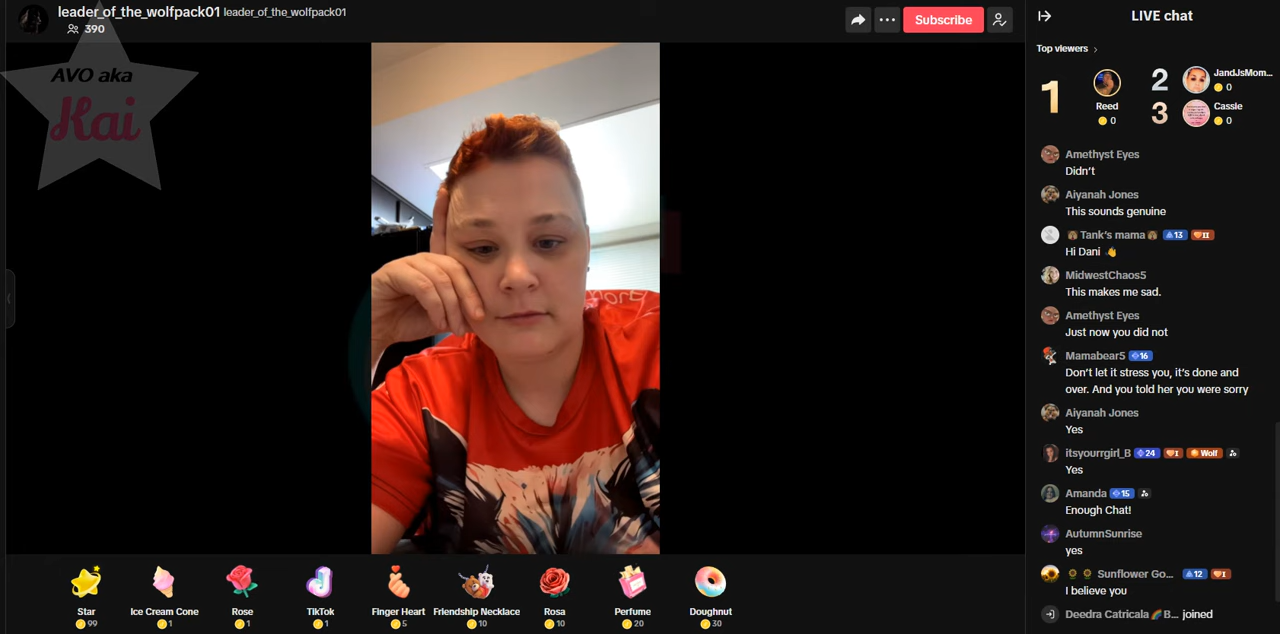 leader_of_the_wolfpack01 leader_of_the_wolfpack01
390
Subscribe
AVO aka
Kai
LIVE chat
Top viewers
1
Reed
0
2
JandJsMom...
0
3
Cassie
0
Amethyst Eyes
Didn't
Aiyanah Jones
This sounds genuine
Tank's mama 13 II
Hi Dani 👋
MidwestChaos5
This makes me sad.
Amethyst Eyes
Just now you did not
Mamabear5 16
Don't let it stress you, it's done and
over. And you told her you were sorry
Aiyanah Jones
Yes
itsyourrgirl_B 24 I Wolf
Yes
Amanda 15
Enough Chat!
AutumnSunrise
yes
🌻🌻 Sunflower Go... 12 I
I believe you
Deedra Catricala 🌈 B... joined
Star
99
Ice Cream Cone
1
Rose
1
TikTok
1
Finger Heart
5
Friendship Necklace
10
Rosa
10
Perfume
20
Doughnut
30